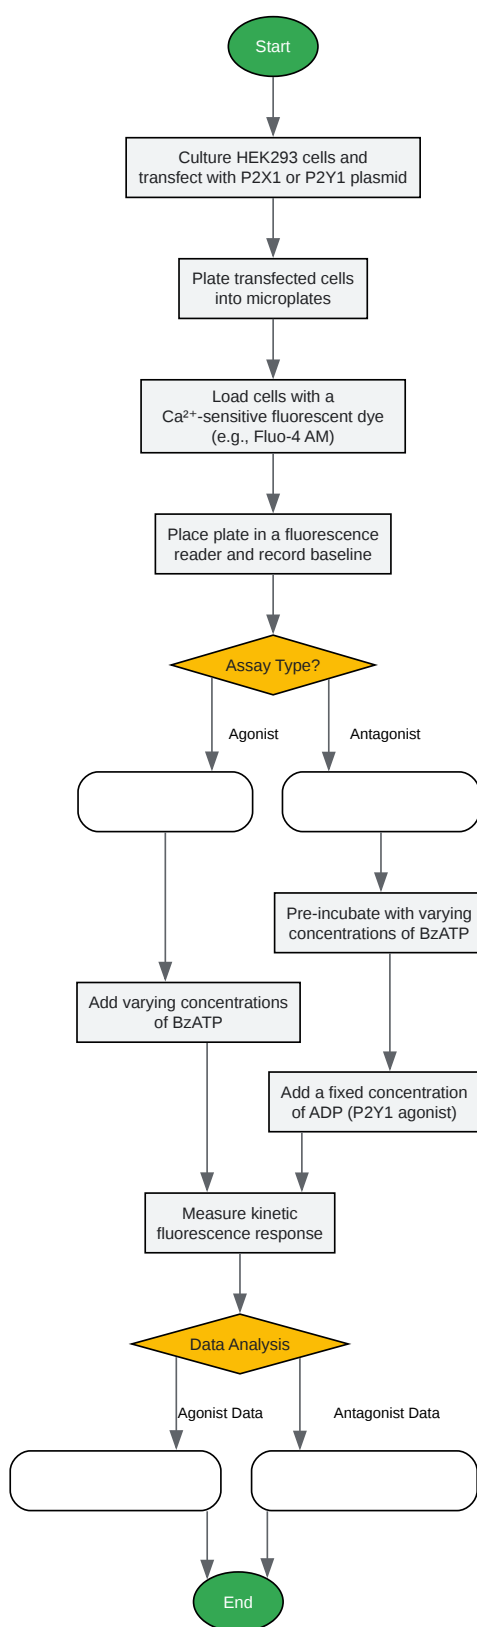 Start
Culture HEK293 cells and
transfect with P2X1 or P2Y1 plasmid
Plate transfected cells
into microplates
Load cells with a
Ca²⁺-sensitive fluorescent dye
(e.g., Fluo-4 AM)
Place plate in a fluorescence
reader and record baseline
Assay Type?
Agonist
Antagonist
Pre-incubate with varying
concentrations of BzATP
Add varying concentrations
of BzATP
Add a fixed concentration
of ADP (P2Y1 agonist)
Measure kinetic
fluorescence response
Data Analysis
Agonist Data
Antagonist Data
End